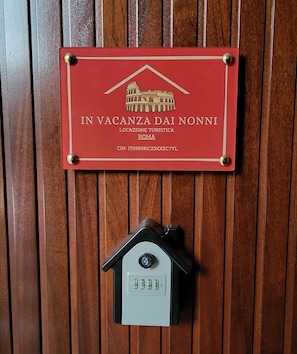 IN VACANZA DAI NONNI
LOCAZIONE TURISTICA
ROMA